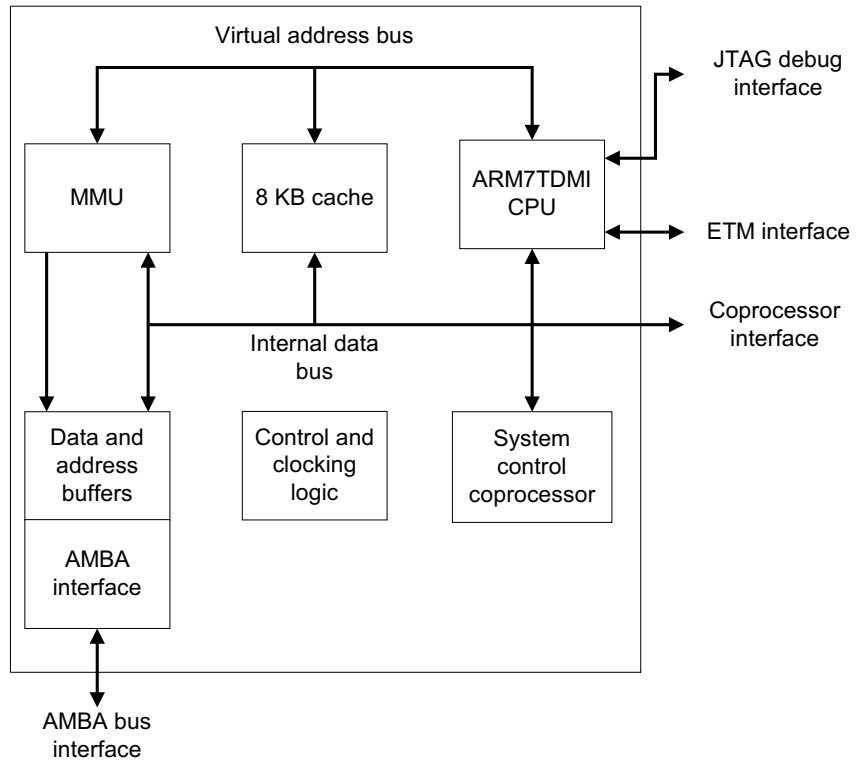 Virtual address bus
JTAG debug
interface
MMU
8 KB cache
ARM7TDMI
CPU
ETM interface
Coprocessor
interface
Internal data
bus
Data and
address
buffers
Control and
clocking
logic
System
control
coprocessor
AMBA
interface
AMBA bus
interface